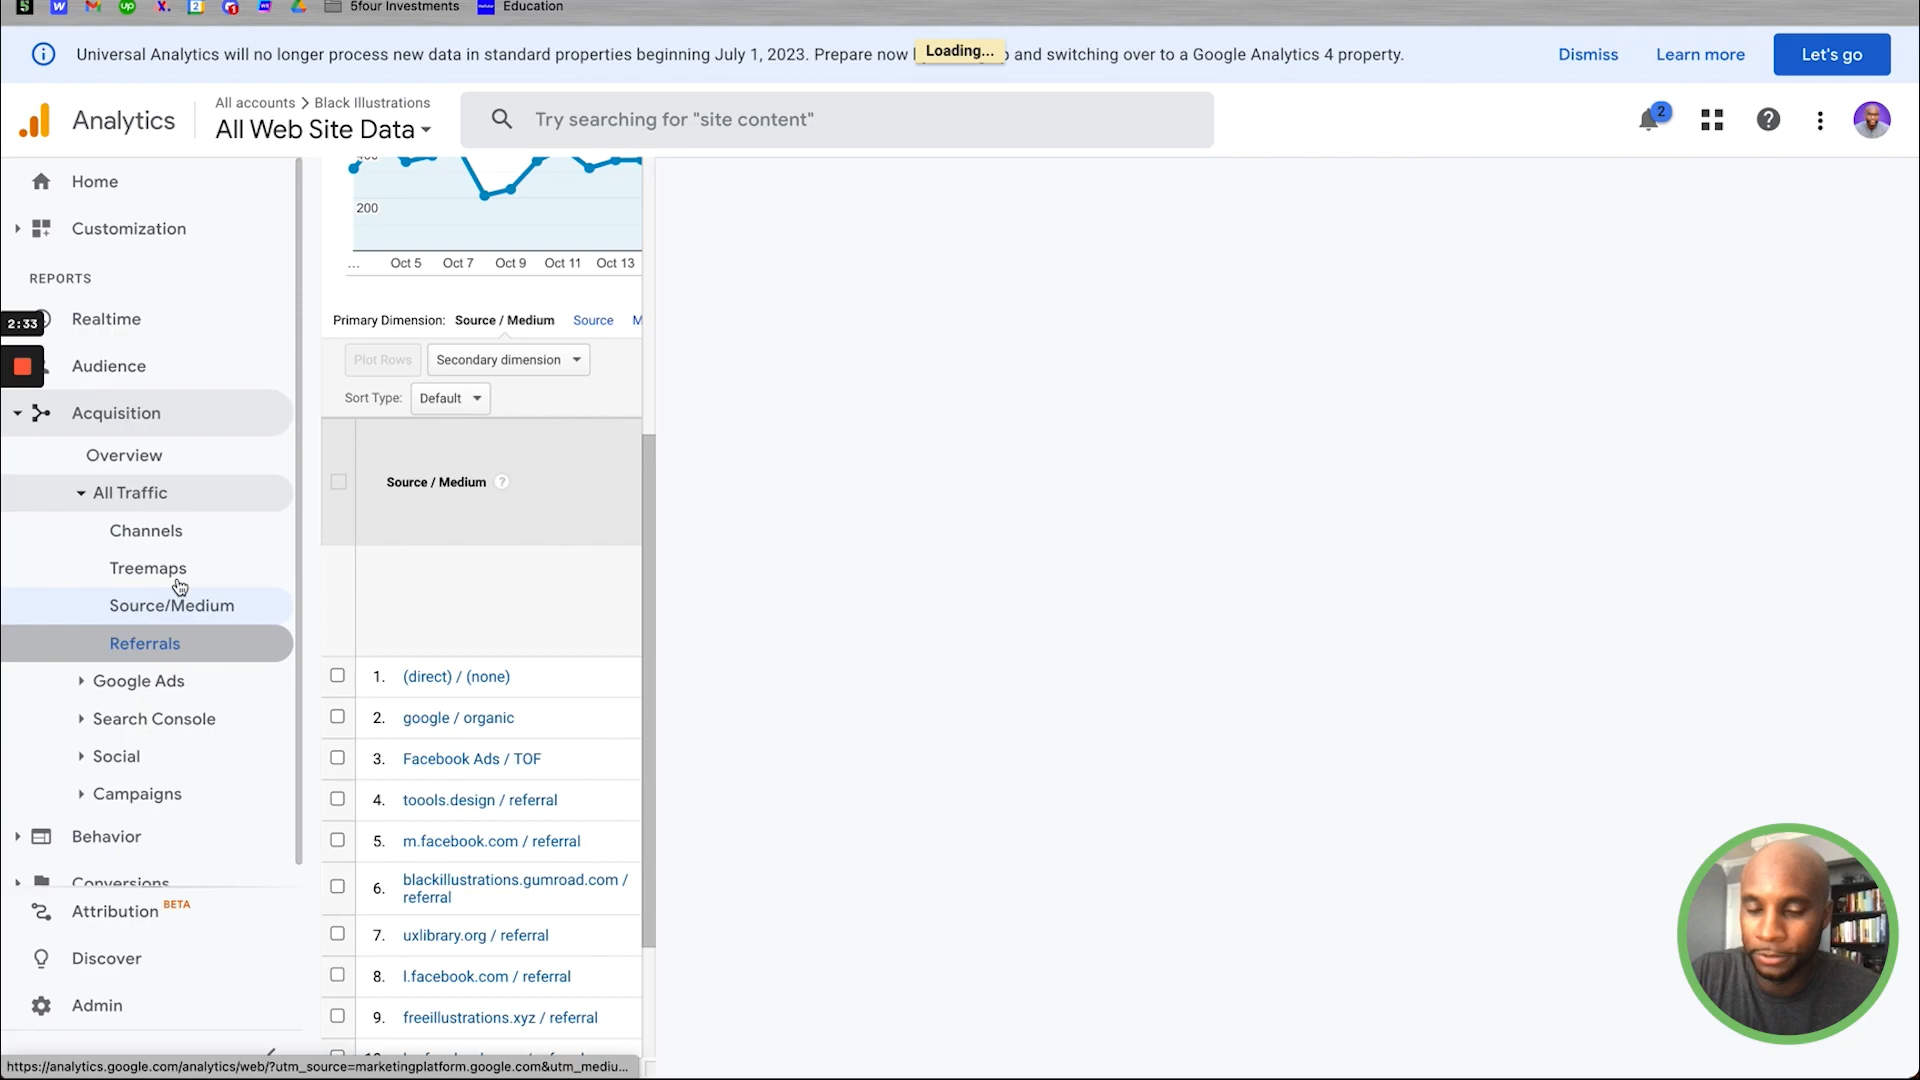 5four Investments
Education
Universal Analytics will no longer process new data in standard properties beginning July 1, 2023. Prepare now
Loading...
and switching over to a Google Analytics 4 property.
Dismiss
Learn more
Let's go
Analytics
All accounts > Black Illustrations
All Web Site Data
Try searching for "site content"
2
Home
Customization
REPORTS
Realtime
2:33
Audience
Acquisition
Overview
All Traffic
Channels
Treemaps
Source/Medium
Referrals
Google Ads
Search Console
Social
Campaigns
Behavior
Conversions
Attribution BETA
Discover
Admin
200
... Oct 5 Oct 7 Oct 9 Oct 11 Oct 13
Primary Dimension: Source / Medium Source M
Plot Rows
Secondary dimension
Sort Type: Default
Source / Medium ?
1. (direct) / (none)
2. google / organic
3. Facebook Ads / TOF
4. toools.design / referral
5. m.facebook.com / referral
6. blackillustrations.gumroad.com /
referral
7. uxlibrary.org / referral
8. l.facebook.com / referral
9. freeillustrations.xyz / referral
https://analytics.google.com/analytics/web/?utm_source=marketingplatform.google.com&utm_mediu...